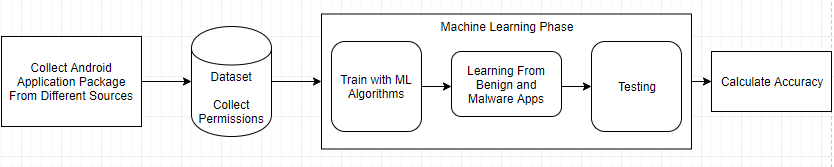 Machine Learning Phase
Collect Android
Application Package
From Different Sources
Dataset
Collect
Permissions
Train with ML
Algorithms
Learning From
Benign and
Malware Apps
Testing
Calculate Accuracy